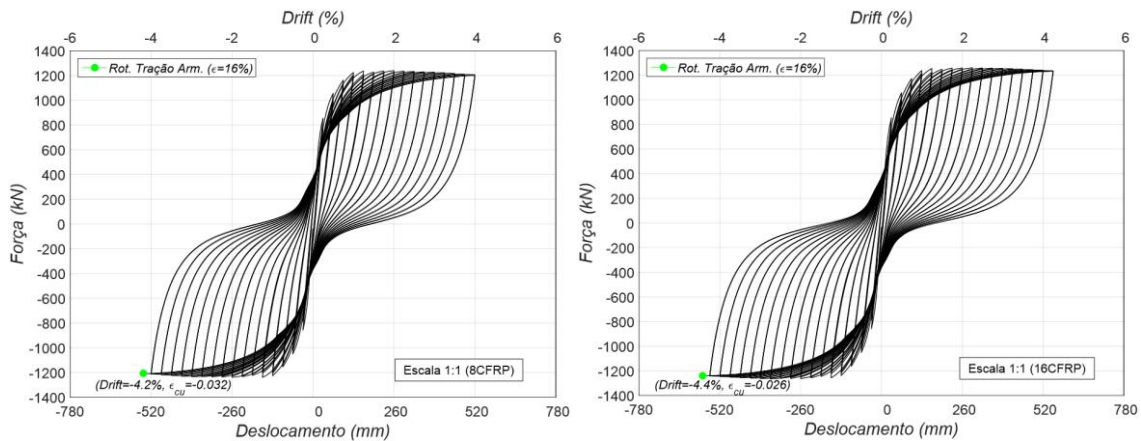 Drift (%)
-6 -4 -2 0 2 4 6
1400
1200
1000
800
600
400
200
0
-200
-400
-600
-800
-1000
-1200
-1400
Força (kN)
Rot. Tração Arm. (ϵ=16%)
Escala 1:1 (8CFRP)
(Drift=-4.2%, ϵcu=-0.032)
-780 -520 -260 0 260 520 780
Deslocamento (mm)
Drift (%)
-6 -4 -2 0 2 4 6
1400
1200
1000
800
600
400
200
0
-200
-400
-600
-800
-1000
-1200
-1400
Força (kN)
Rot. Tração Arm. (ϵ=16%)
Escala 1:1 (16CFRP)
(Drift=-4.4%, ϵcu=-0.026)
-780 -520 -260 0 260 520 780
Deslocamento (mm)